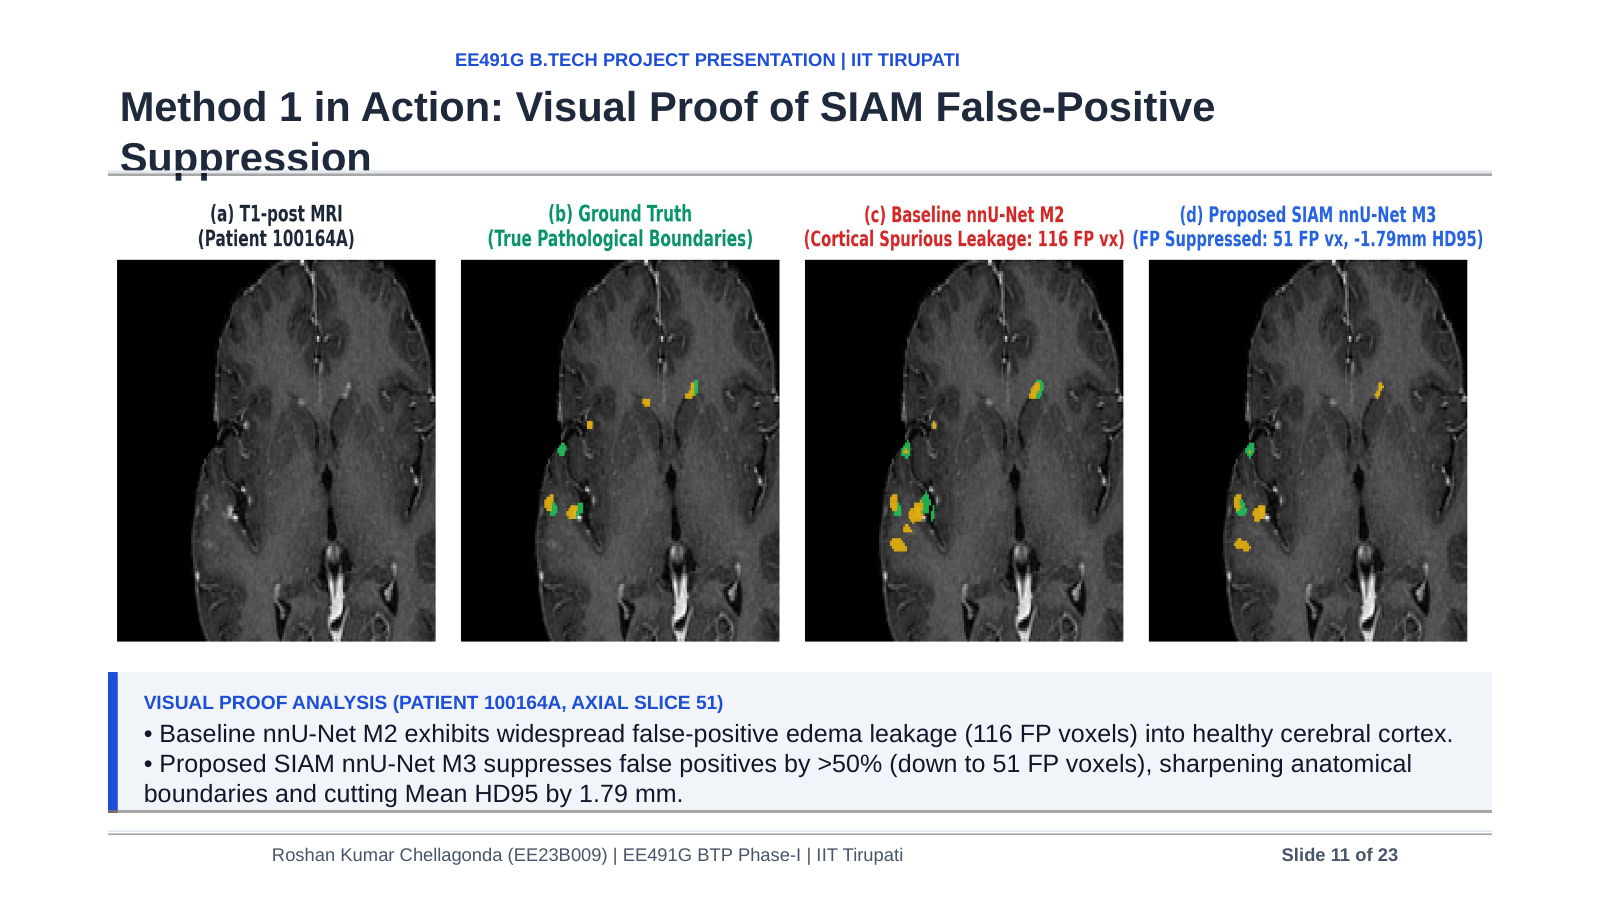 EE491G B.TECH PROJECT PRESENTATION | IIT TIRUPATI
Method 1 in Action: Visual Proof of SIAM False-Positive
Suppression
(a) T1-post MRI
(Patient 100164A)
(b) Ground Truth
(True Pathological Boundaries)
(c) Baseline nnU-Net M2
(Cortical Spurious Leakage: 116 FP vx)
(d) Proposed SIAM nnU-Net M3
(FP Suppressed: 51 FP vx, -1.79mm HD95)
VISUAL PROOF ANALYSIS (PATIENT 100164A, AXIAL SLICE 51)
• Baseline nnU-Net M2 exhibits widespread false-positive edema leakage (116 FP voxels) into healthy cerebral cortex.
• Proposed SIAM nnU-Net M3 suppresses false positives by >50% (down to 51 FP voxels), sharpening anatomical
boundaries and cutting Mean HD95 by 1.79 mm.
Roshan Kumar Chellagonda (EE23B009) | EE491G BTP Phase-I | IIT Tirupati
Slide 11 of 23